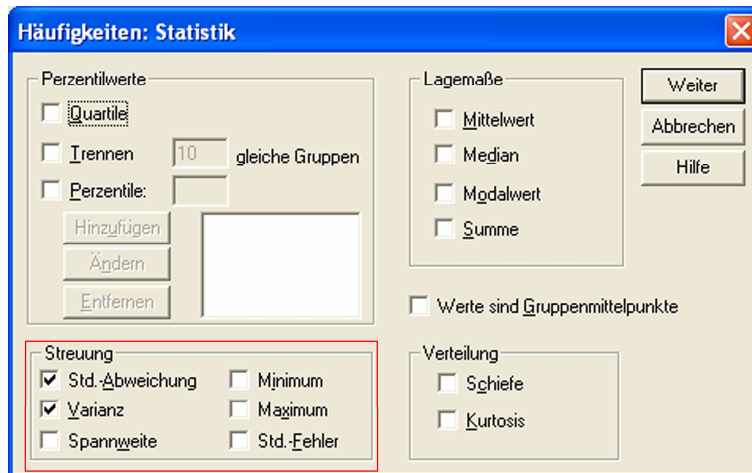 Häufigkeiten: Statistik
Perzentilwerte
Quartile
Trennen 10 gleiche Gruppen
Perzentile:
Hinzufügen
Ändern
Entfernen
Lagemaße
Mittelwert
Median
Modalwert
Summe
Weiter
Abbrechen
Hilfe
Werte sind Gruppenmittelpunkte
Streuung
Std.-Abweichung Minimum
Varianz Maximum
Spannweite Std.-Fehler
Verteilung
Schiefe
Kurtosis